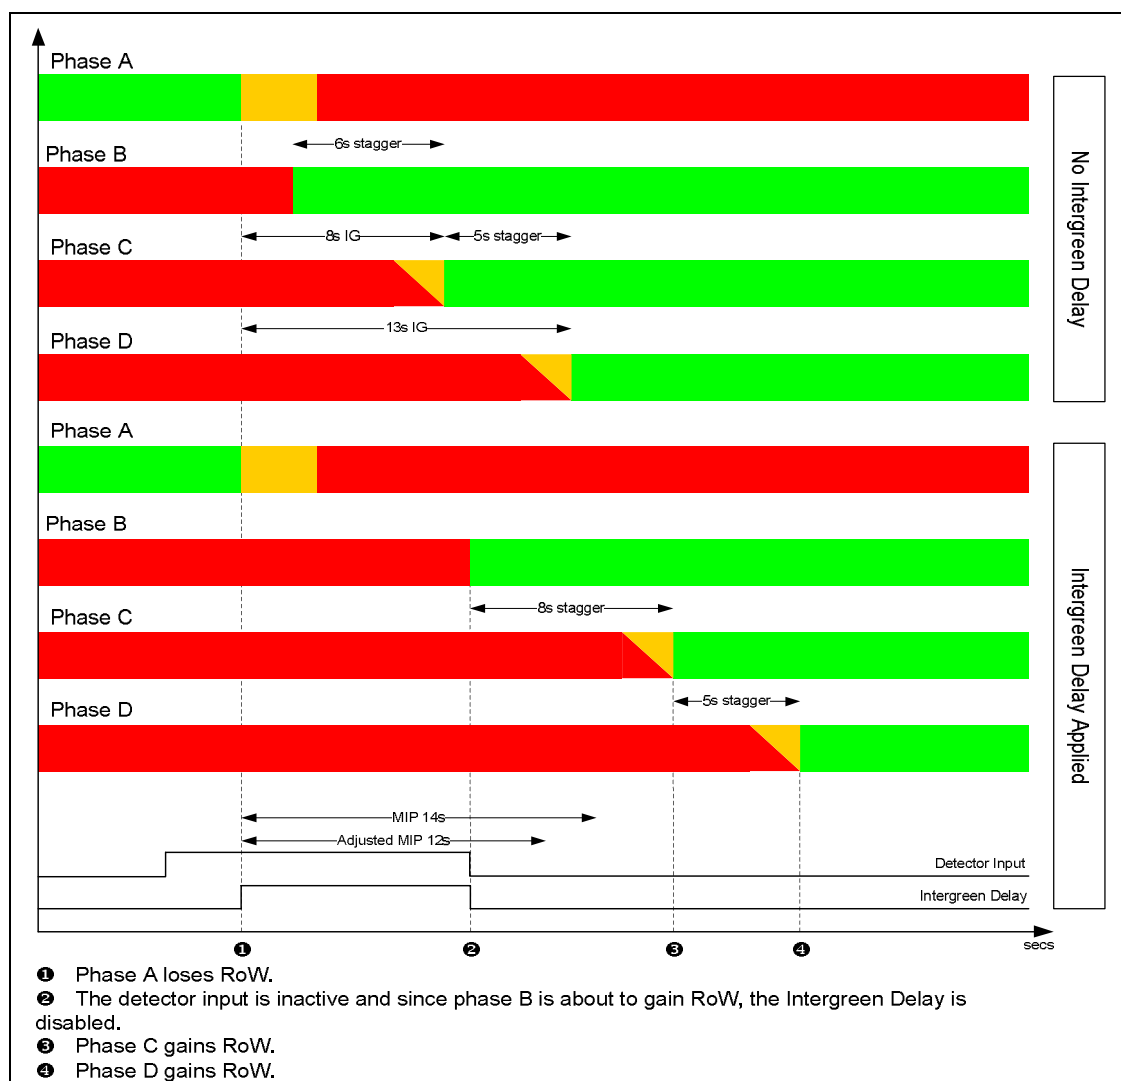 Phase A
6s stagger
Phase B
8s IG
5s stagger
Phase C
13s IG
Phase D
No Intergreen Delay
Phase A
Phase B
8s stagger
Phase C
5s stagger
Phase D
Intergreen Delay Applied
MIP 14s
Adjusted MIP 12s
Detector Input
Intergreen Delay
secs
❶ ❷ ❸ ❹
❶ Phase A loses RoW.
❷ The detector input is inactive and since phase B is about to gain RoW, the Intergreen Delay is
disabled.
❸ Phase C gains RoW.
❹ Phase D gains RoW.